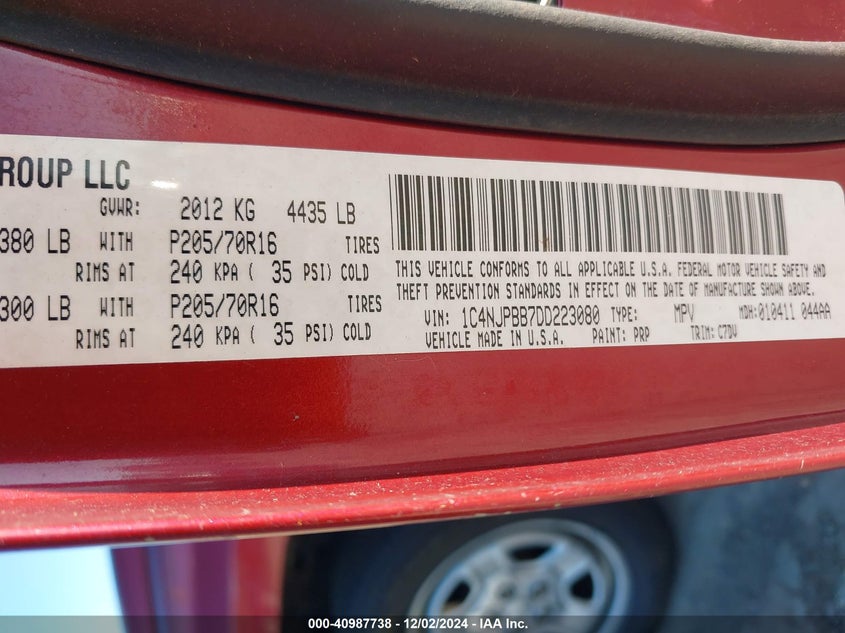 ROUP LLC
GVWR: 2012 KG 4435 LB
380 LB WITH P205/70R16 TIRES
RIMS AT 240 KPA ( 35 PSI) COLD
300 LB WITH P205/70R16 TIRES
RIMS AT 240 KPA ( 35 PSI) COLD
THIS VEHICLE CONFORMS TO ALL APPLICABLE U.S.A. FEDERAL MOTOR VEHICLE SAFETY AND
THEFT PREVENTION STANDARDS IN EFFECT ON THE DATE OF MANUFACTURE SHOWN ABOVE.
VIN: 1C4NJPBB7DD223080 TYPE: MPV MDH:010411 044AA
VEHICLE MADE IN U.S.A. PAINT: PRP TRIM: C7DV
000-40987738 - 12/02/2024 - IAA Inc.